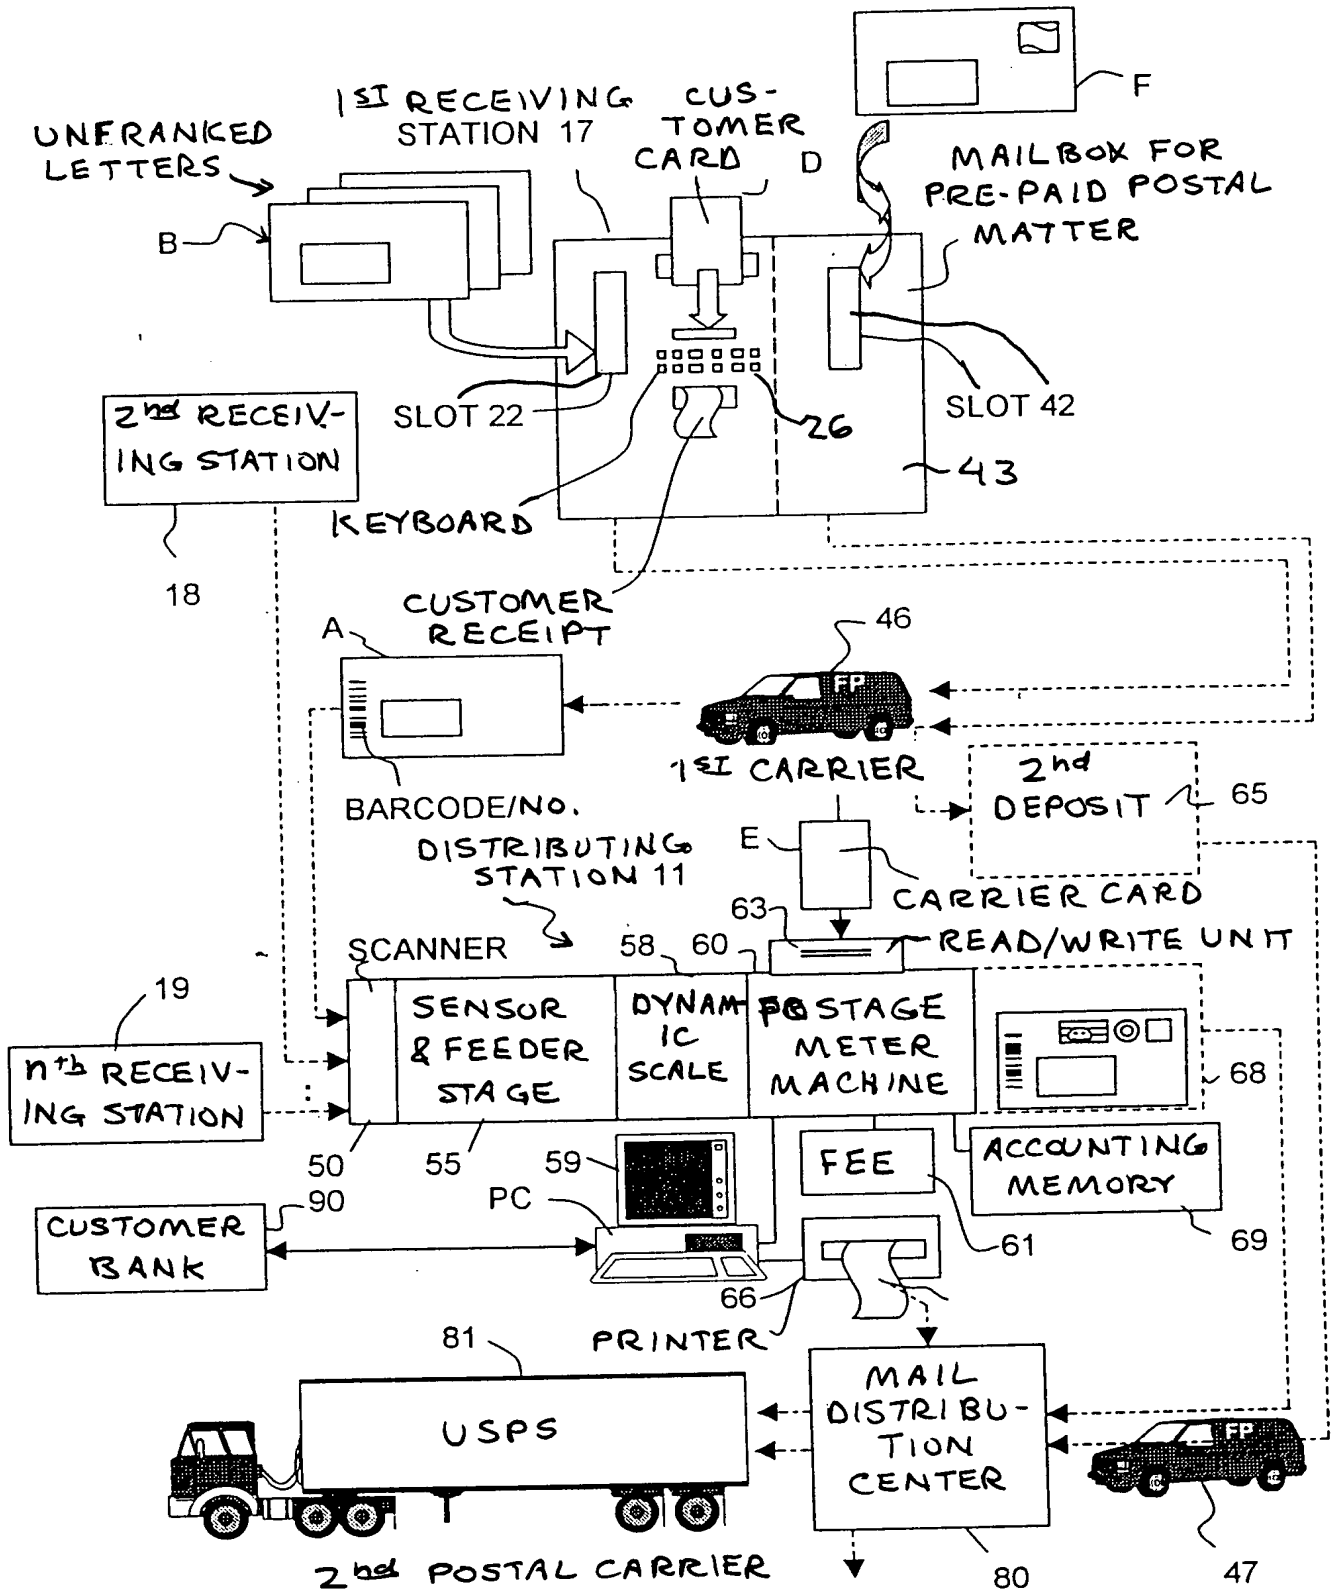 F
1ST RECEIVING
STATION 17
CUS-
TOMER
CARD
D
UNFRANKED
LETTERS
B
MAILBOX FOR
PRE-PAID POSTAL
MATTER
SLOT 22
26
SLOT 42
43
2nd RECEIV-
ING STATION
18
KEYBOARD
CUSTOMER
RECEIPT
A
46
FP
1ST CARRIER
2nd
DEPOSIT
65
BARCODE/NO.
DISTRIBUTING
STATION 11
E
CARRIER CARD
63
READ/WRITE UNIT
SCANNER
58
60
19
SENSOR
& FEEDER
STAGE
DYNAM-
IC
SCALE
POSTAGE
METER
MACHINE
68
nth RECEIV-
ING STATION
50
55
59
FEE
61
ACCOUNTING
MEMORY
69
90
CUSTOMER
BANK
PC
66
PRINTER
81
USPS
MAIL
DISTRIBU-
TION
CENTER
FP
2nd POSTAL CARRIER
80
47